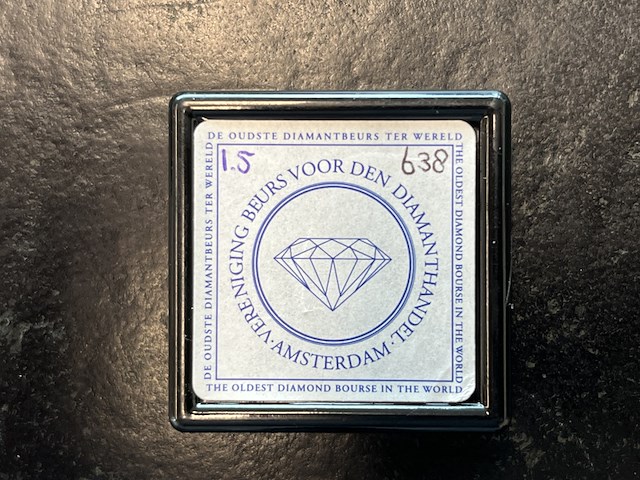 DE OUDSTE DIAMANTBEURS TER WERELD
1.5
638
VERENIGING BEURS VOOR DEN DIAMANTHANDEL
· AMSTERDAM ·
DE OUDSTE DIAMANTBEURS TER WERELD
THE OLDEST DIAMOND BOURSE IN THE WORLD
THE OLDEST DIAMOND BOURSE IN THE WORLD